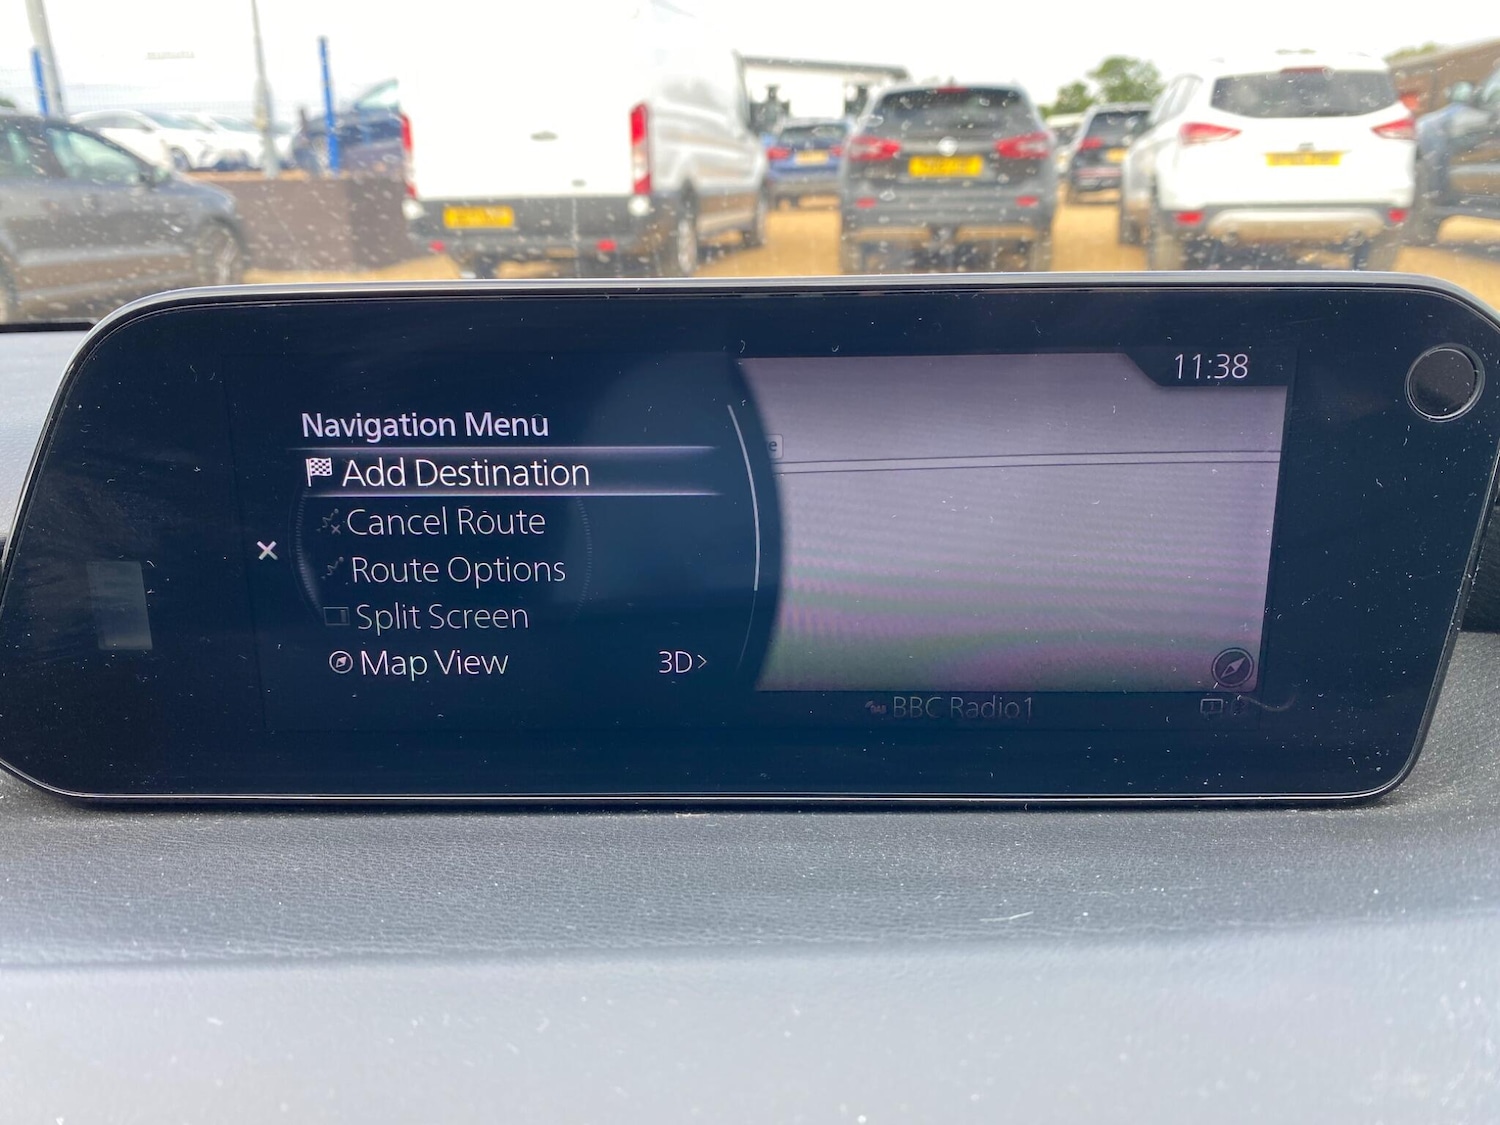 11:38
Navigation Menu
Add Destination
Cancel Route
Route Options
Split Screen
Map View 3D>
e
BBC Radio1